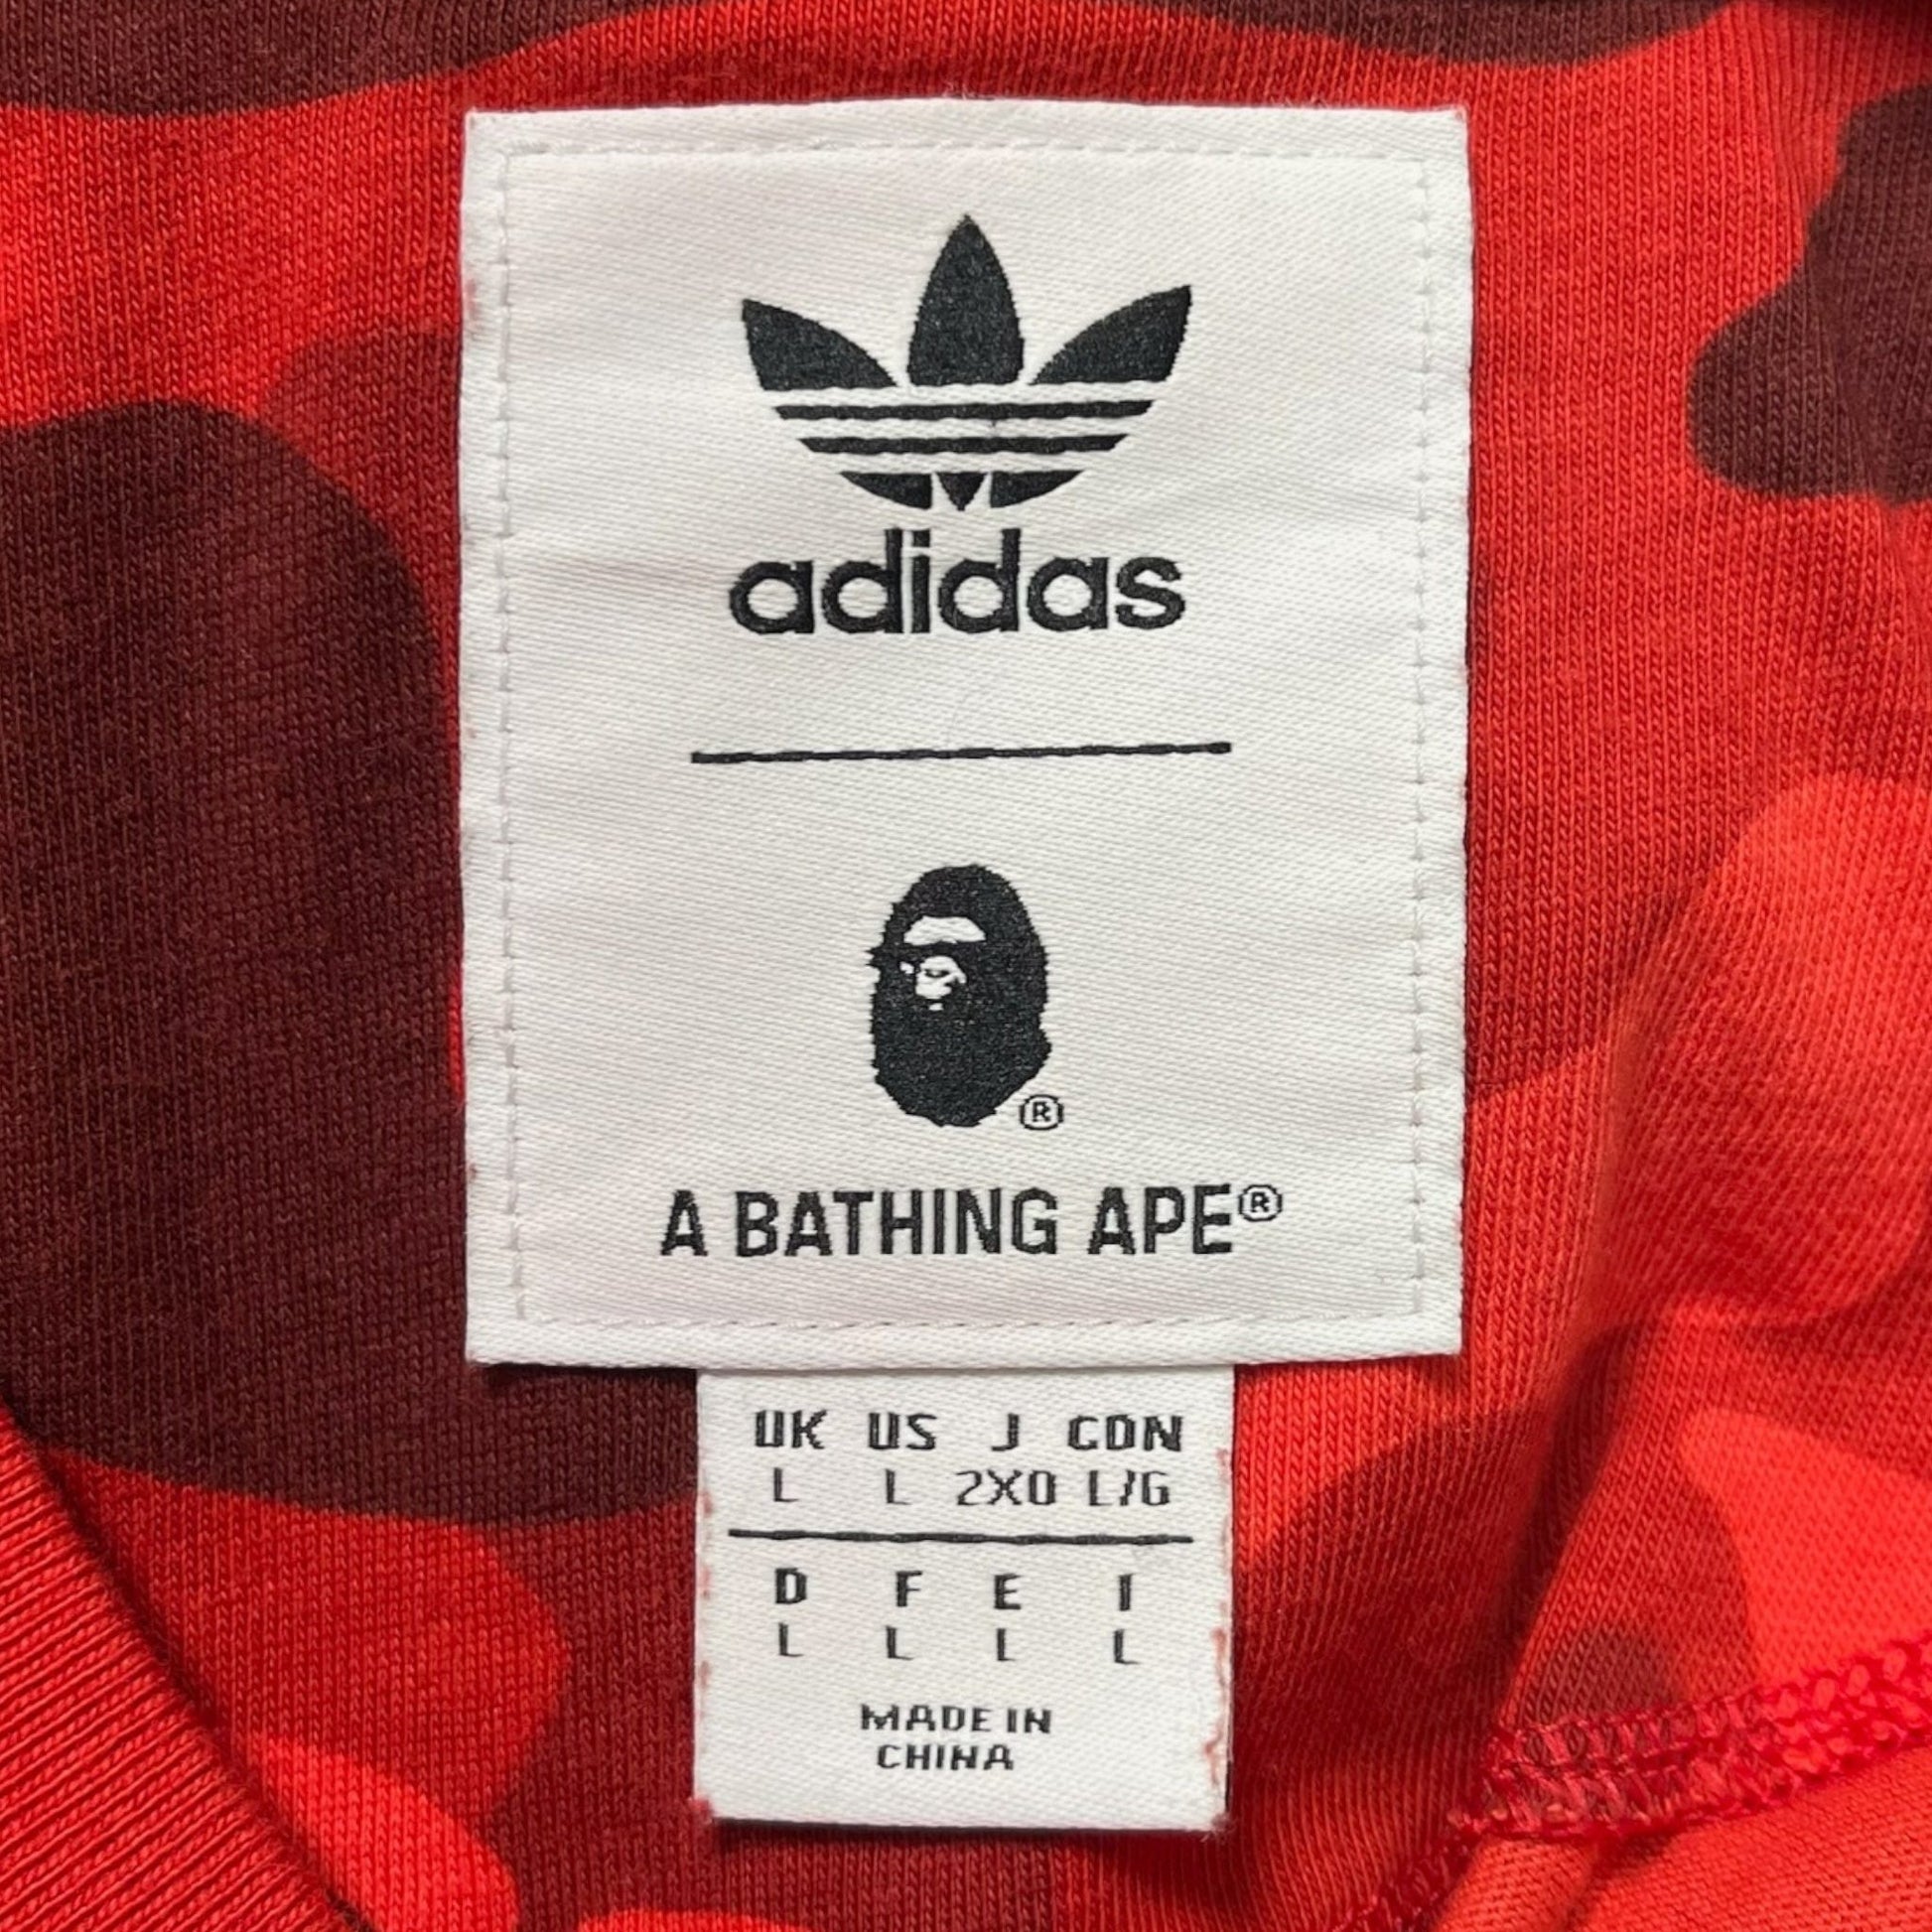 adidas
®
A BATHING APE®
UK US J CDN
L L 2XO L/G
D F E I
L L L L
MADE IN
CHINA